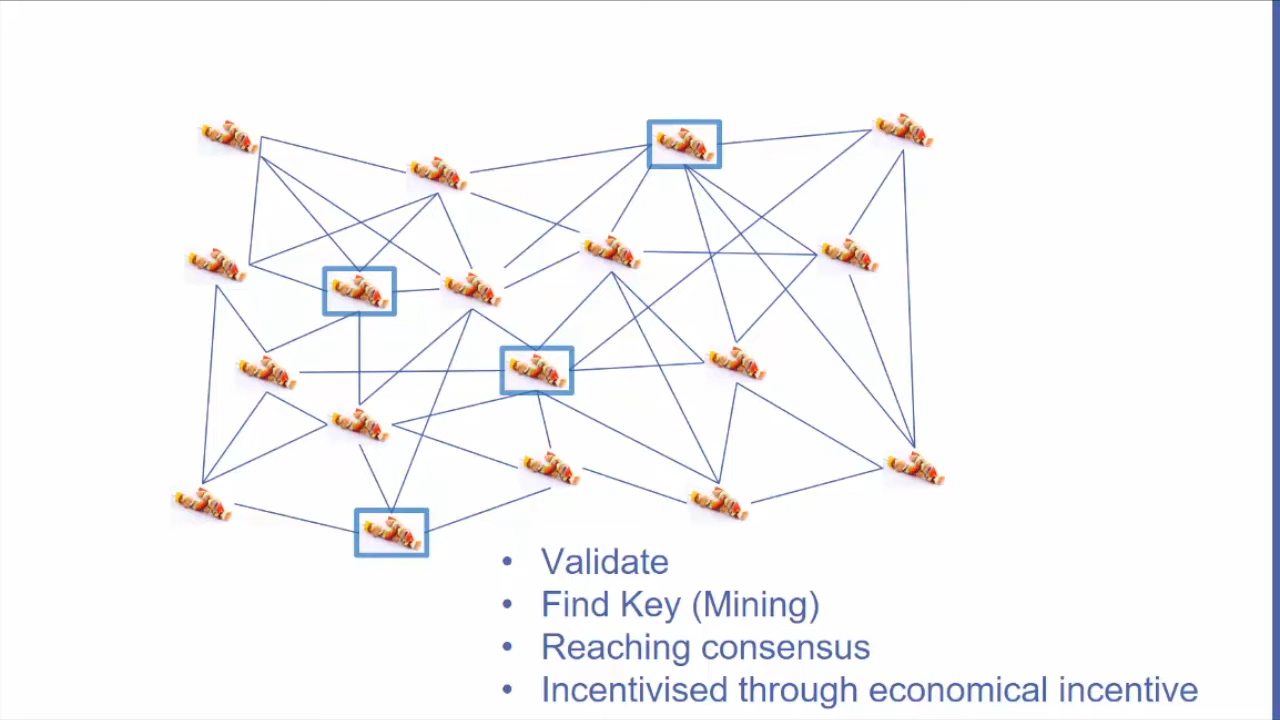 • Validate
• Find Key (Mining)
• Reaching consensus
• Incentivised through economical incentive